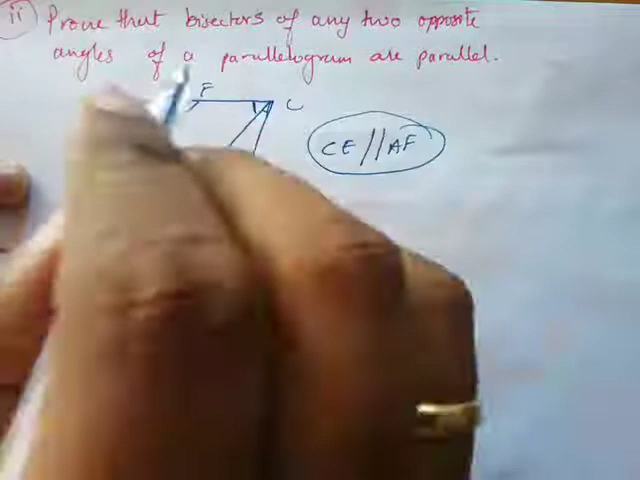 ii) Prove that bisectors of any two opposite
angles of a parallelogram are parallel.
F C
CE//AF